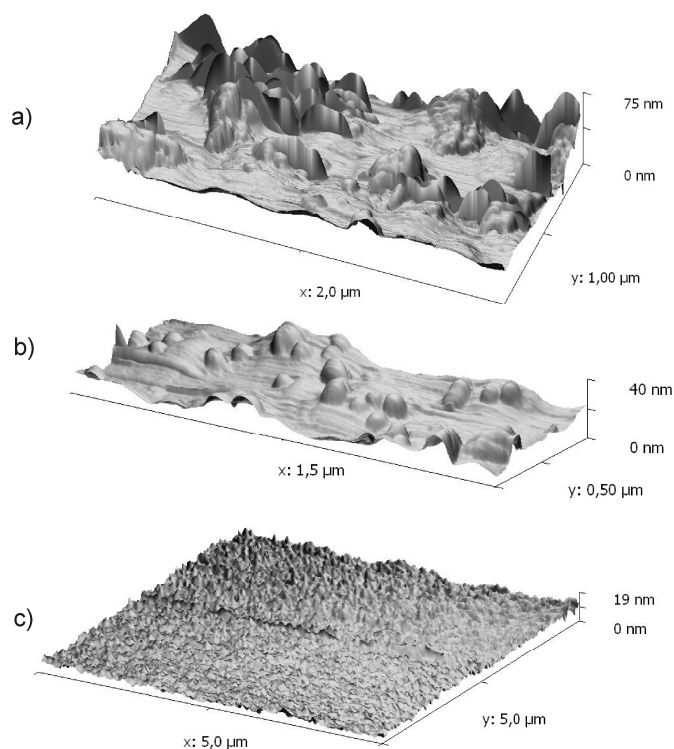 a)
75 nm
0 nm
x: 2,0 µm
y: 1,00 µm
b)
40 nm
0 nm
x: 1,5 µm
y: 0,50 µm
c)
19 nm
0 nm
x: 5,0 µm
y: 5,0 µm